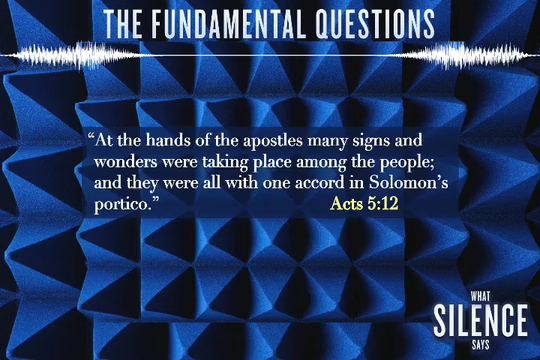 THE FUNDAMENTAL QUESTIONS
“At the hands of the apostles many signs and
wonders were taking place among the people;
and they were all with one accord in Solomon’s
portico.” Acts 5:12
WHAT
SILENCE
SAYS